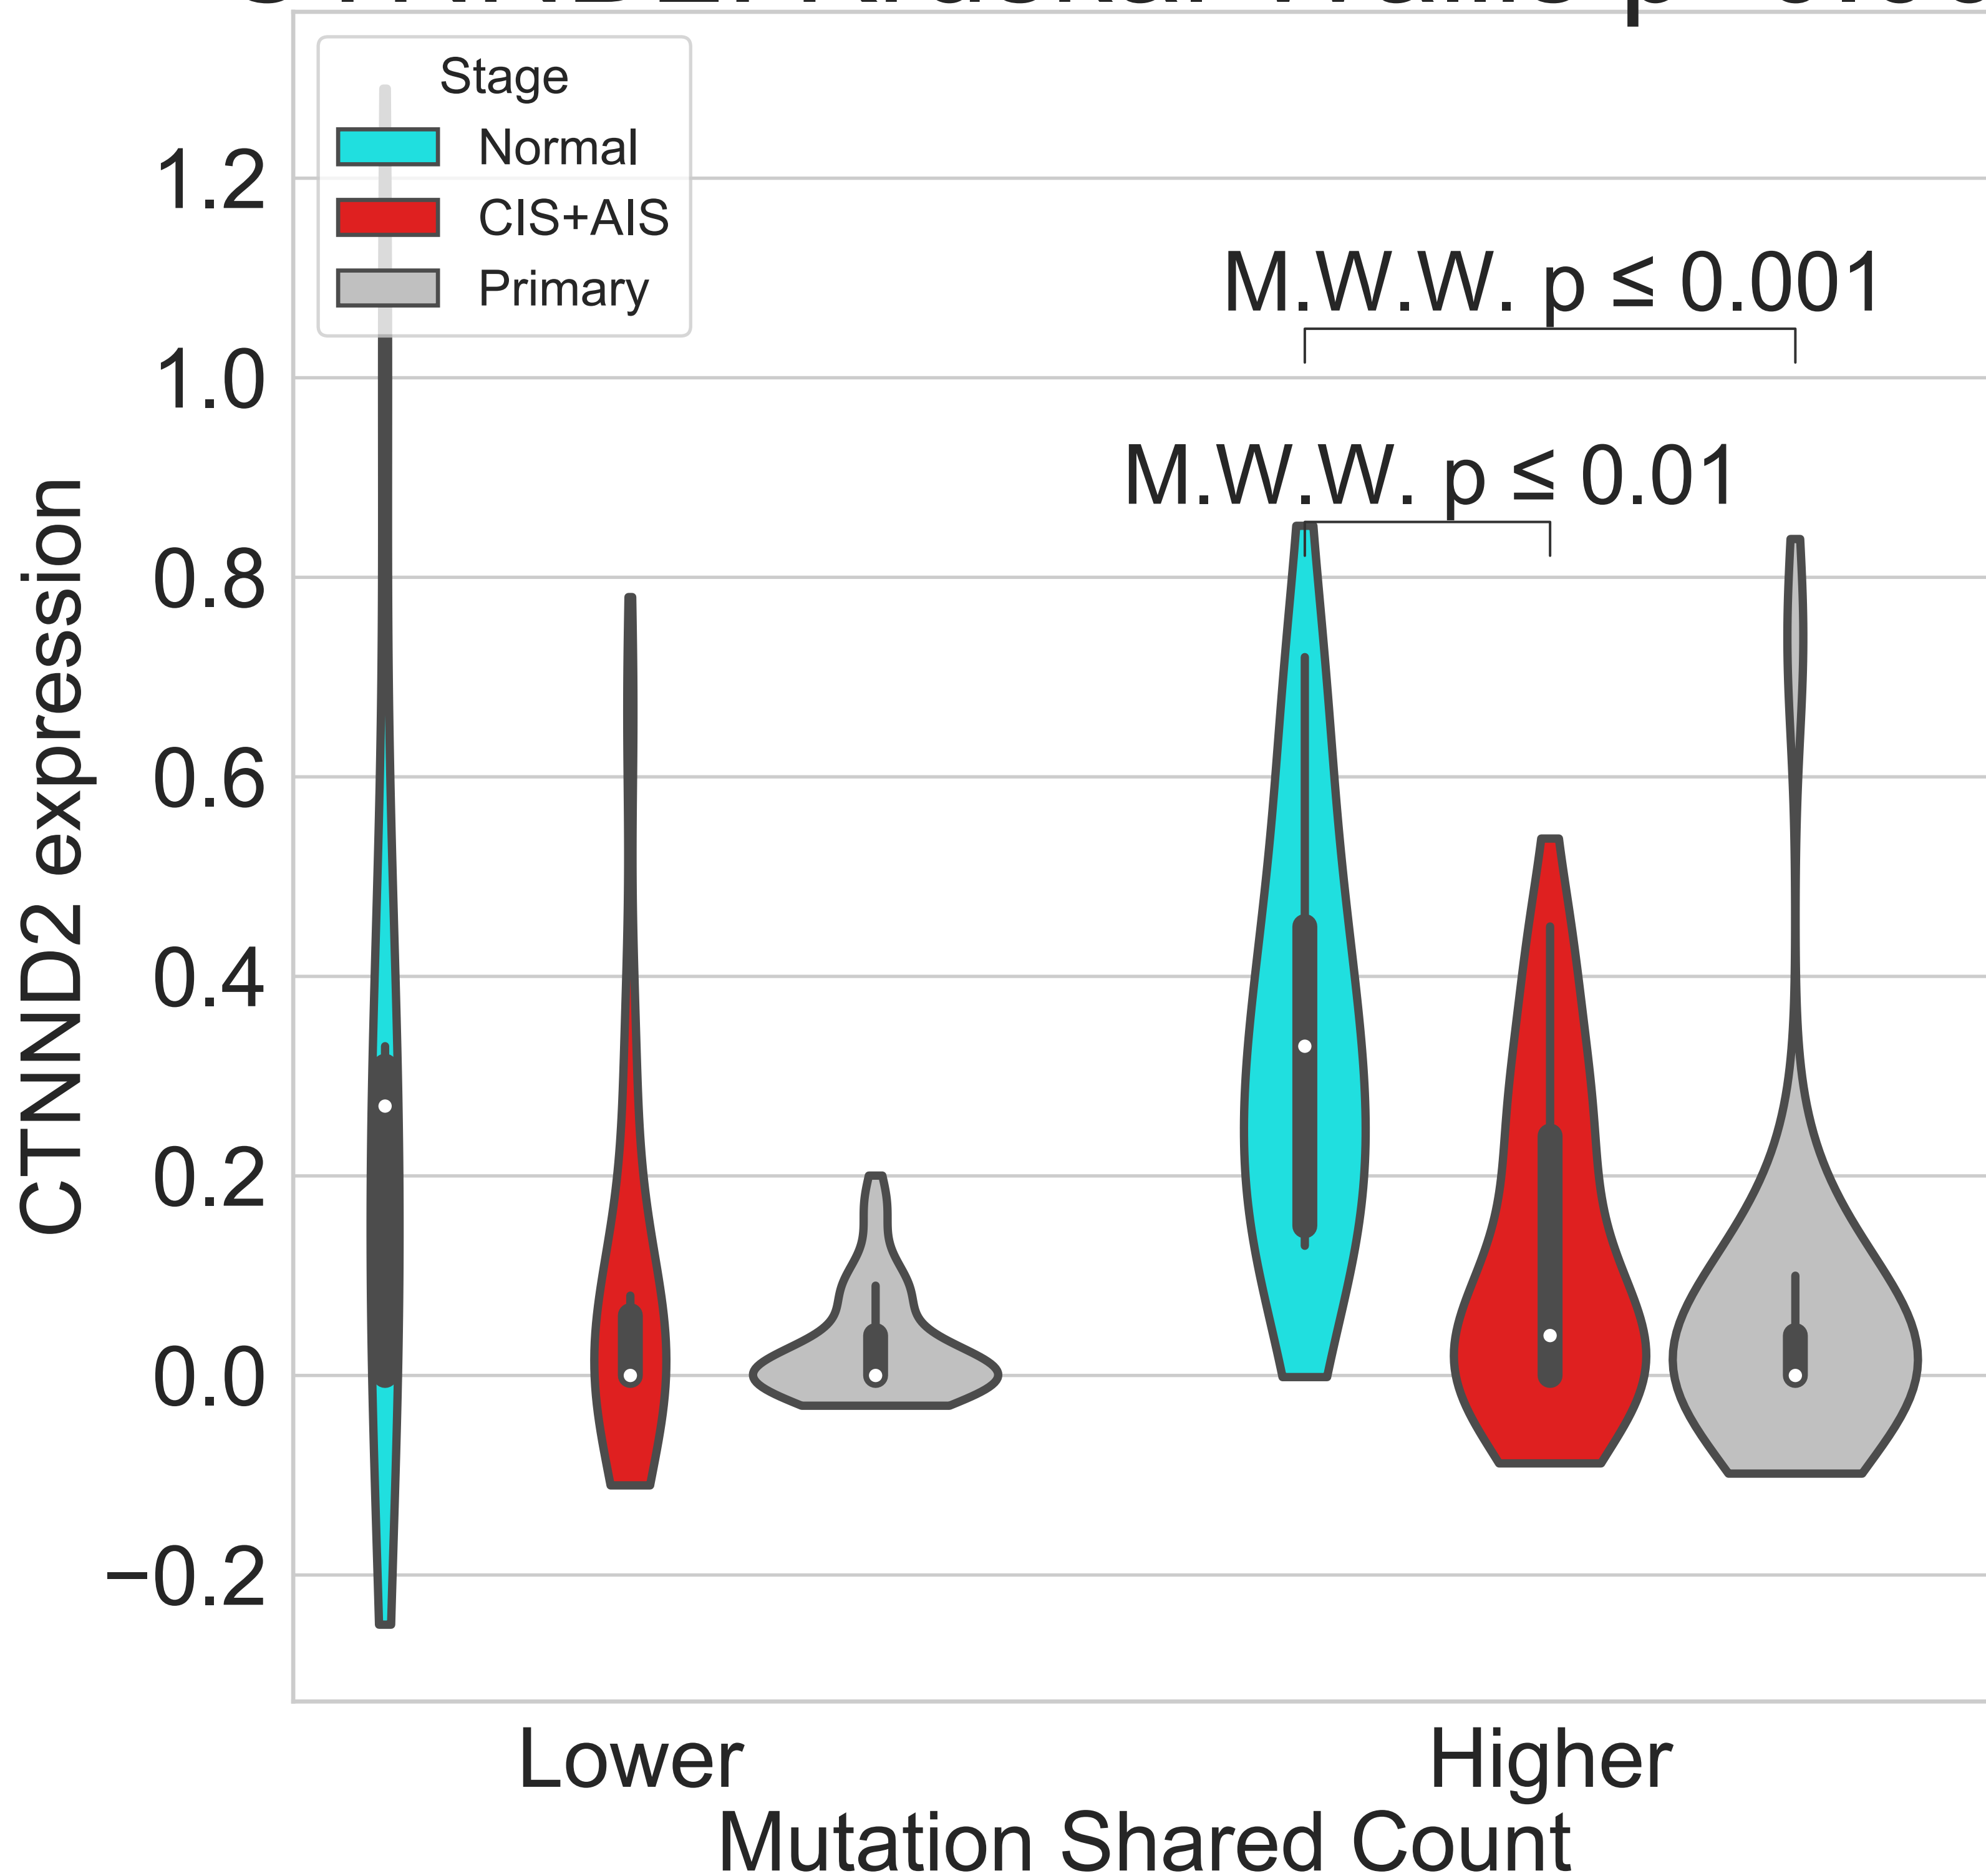 Stage
Normal
CIS+AIS
Primary
M.W.W. p ≤ 0.001
M.W.W. p ≤ 0.01
1.2
1.0
0.8
0.6
0.4
0.2
0.0
−0.2
CTNND2 expression
Lower
Higher
Mutation Shared Count